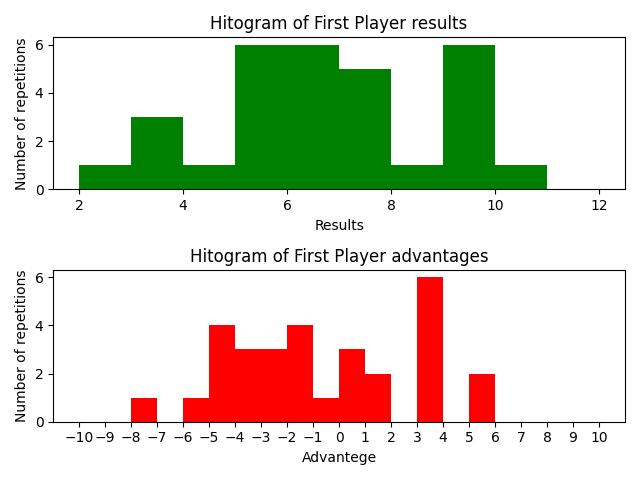 Hitogram of First Player results
6
4
2
0
Number of repetitions
2 4 6 8 10 12
Results
Hitogram of First Player advantages
6
4
2
0
Number of repetitions
−10 −9 −8 −7 −6 −5 −4 −3 −2 −1 0 1 2 3 4 5 6 7 8 9 10
Advantege